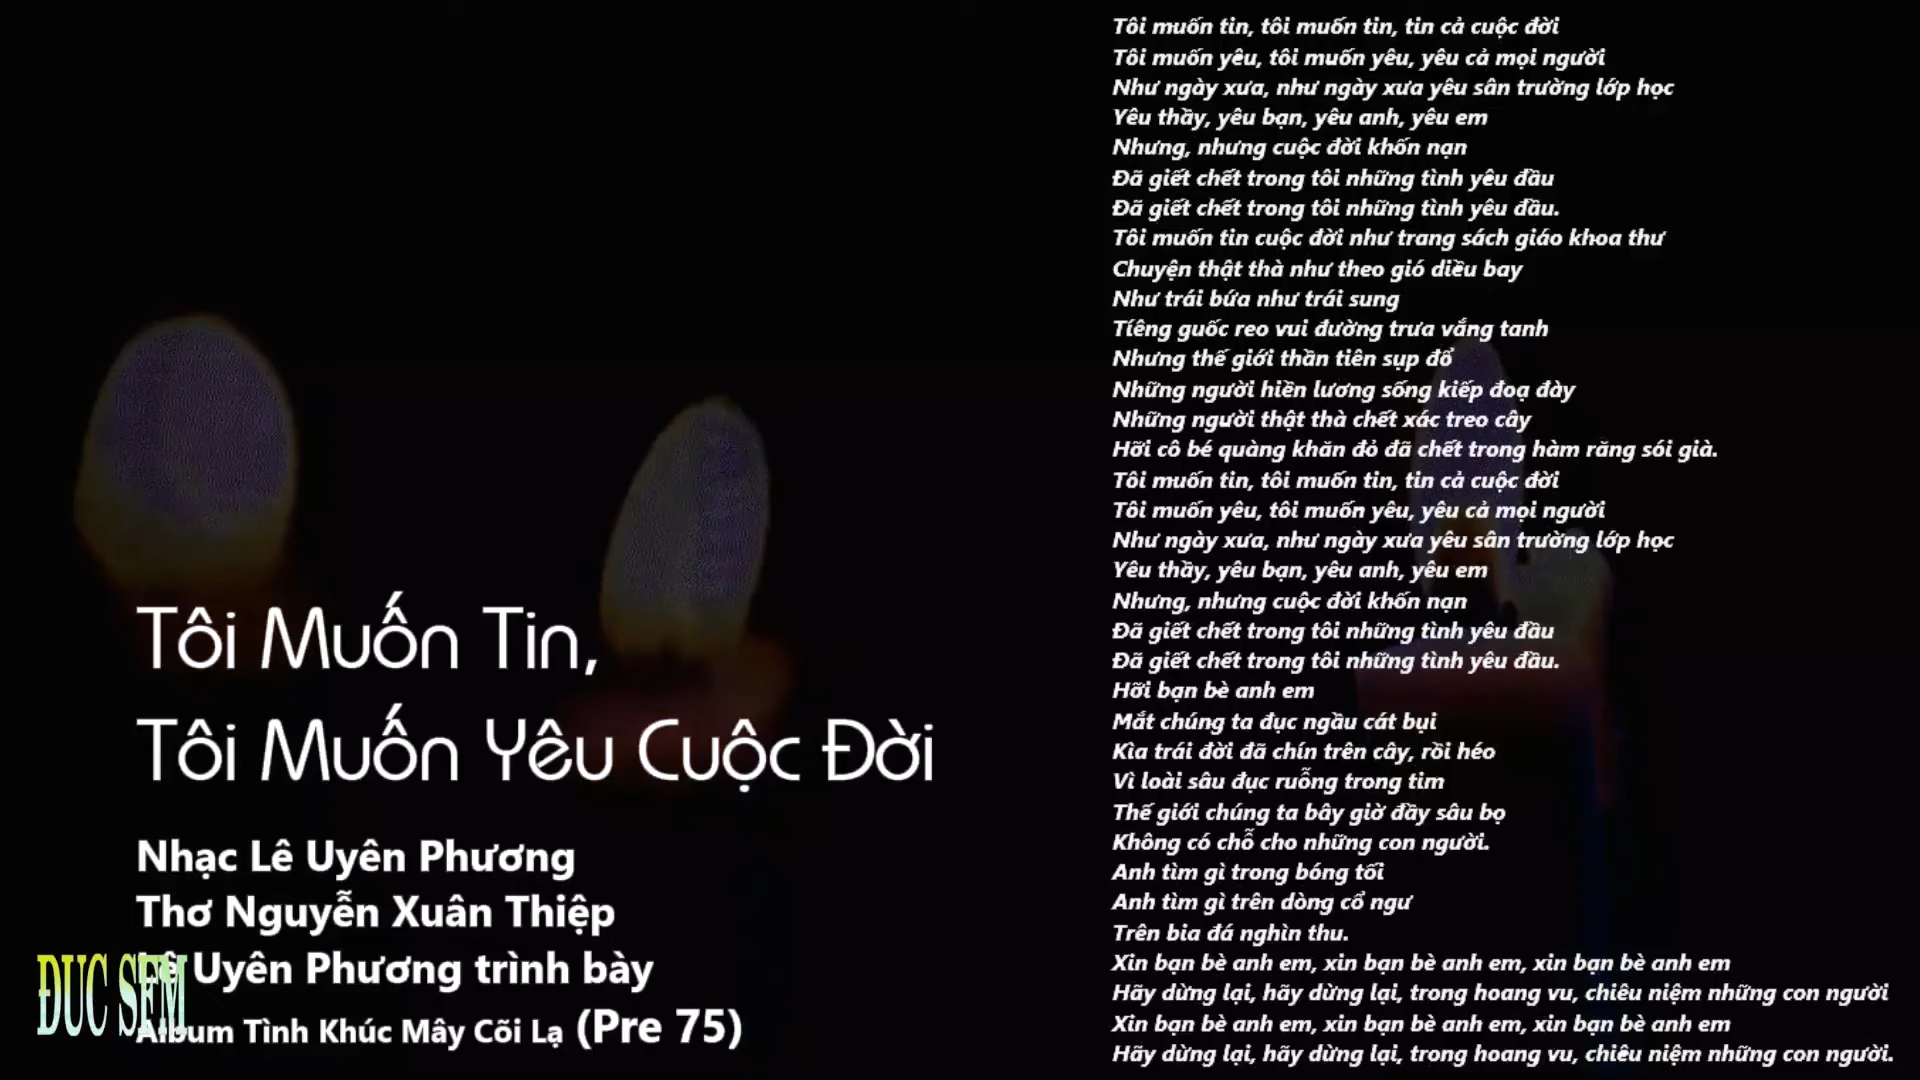 Tôi Muốn Tin,
Tôi Muốn Yêu Cuộc Đời
Nhạc Lê Uyên Phương
Thơ Nguyễn Xuân Thiệp
Lê Uyên Phương trình bày
Album Tình Khúc Mây Cõi Lạ (Pre 75)
ĐUC SFM
Tôi muốn tin, tôi muốn tin, tin cả cuộc đời
Tôi muốn yêu, tôi muốn yêu, yêu cả mọi người
Như ngày xưa, như ngày xưa yêu sân trường lớp học
Yêu thầy, yêu bạn, yêu anh, yêu em
Nhưng, nhưng cuộc đời khốn nạn
Đã giết chết trong tôi những tình yêu đầu
Đã giết chết trong tôi những tình yêu đầu.
Tôi muốn tin cuộc đời như trang sách giáo khoa thư
Chuyện thật thà như theo gió diều bay
Như trái bứa như trái sung
Tíêng guốc reo vui đường trưa vắng tanh
Nhưng thế giới thần tiên sụp đổ
Những người hiền lương sống kiếp đoạ đày
Những người thật thà chết xác treo cây
Hỡi cô bé quàng khăn đỏ đã chết trong hàm răng sói già.
Tôi muốn tin, tôi muốn tin, tin cả cuộc đời
Tôi muốn yêu, tôi muốn yêu, yêu cả mọi người
Như ngày xưa, như ngày xưa yêu sân trường lớp học
Yêu thầy, yêu bạn, yêu anh, yêu em
Nhưng, nhưng cuộc đời khốn nạn
Đã giết chết trong tôi những tình yêu đầu
Đã giết chết trong tôi những tình yêu đầu.
Hỡi bạn bè anh em
Mắt chúng ta đục ngầu cát bụi
Kìa trái đời đã chín trên cây, rồi héo
Vì loài sâu đục ruỗng trong tim
Thế giới chúng ta bây giờ đầy sâu bọ
Không có chỗ cho những con người.
Anh tìm gì trong bóng tối
Anh tìm gì trên dòng cổ ngư
Trên bia đá nghìn thu.
Xin bạn bè anh em, xin bạn bè anh em, xin bạn bè anh em
Hãy dừng lại, hãy dừng lại, trong hoang vu, chiêu niệm những con người
Xin bạn bè anh em, xin bạn bè anh em, xin bạn bè anh em
Hãy dừng lại, hãy dừng lại, trong hoang vu, chiêu niệm những con người.